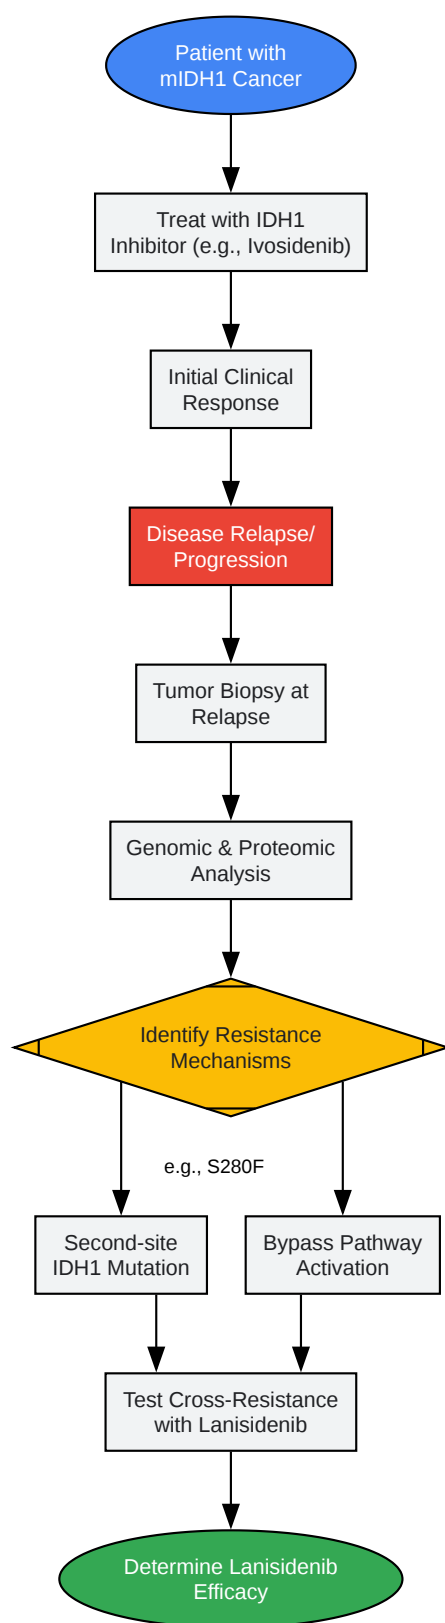 Patient with
mIDH1 Cancer
Treat with IDH1
Inhibitor (e.g., Ivosidenib)
Initial Clinical
Response
Disease Relapse/
Progression
Tumor Biopsy at
Relapse
Genomic & Proteomic
Analysis
Identify Resistance
Mechanisms
e.g., S280F
Second-site
IDH1 Mutation
Bypass Pathway
Activation
Test Cross-Resistance
with Lanisidenib
Determine Lanisidenib
Efficacy